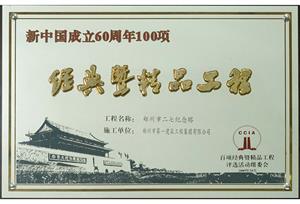 新中国成立60周年100项
经典暨精品工程
工程名称：郑州市二七纪念塔
施工单位：郑州市第一建筑工程集团有限公司
CCIA
百项经典暨精品工程
评选活动组委会